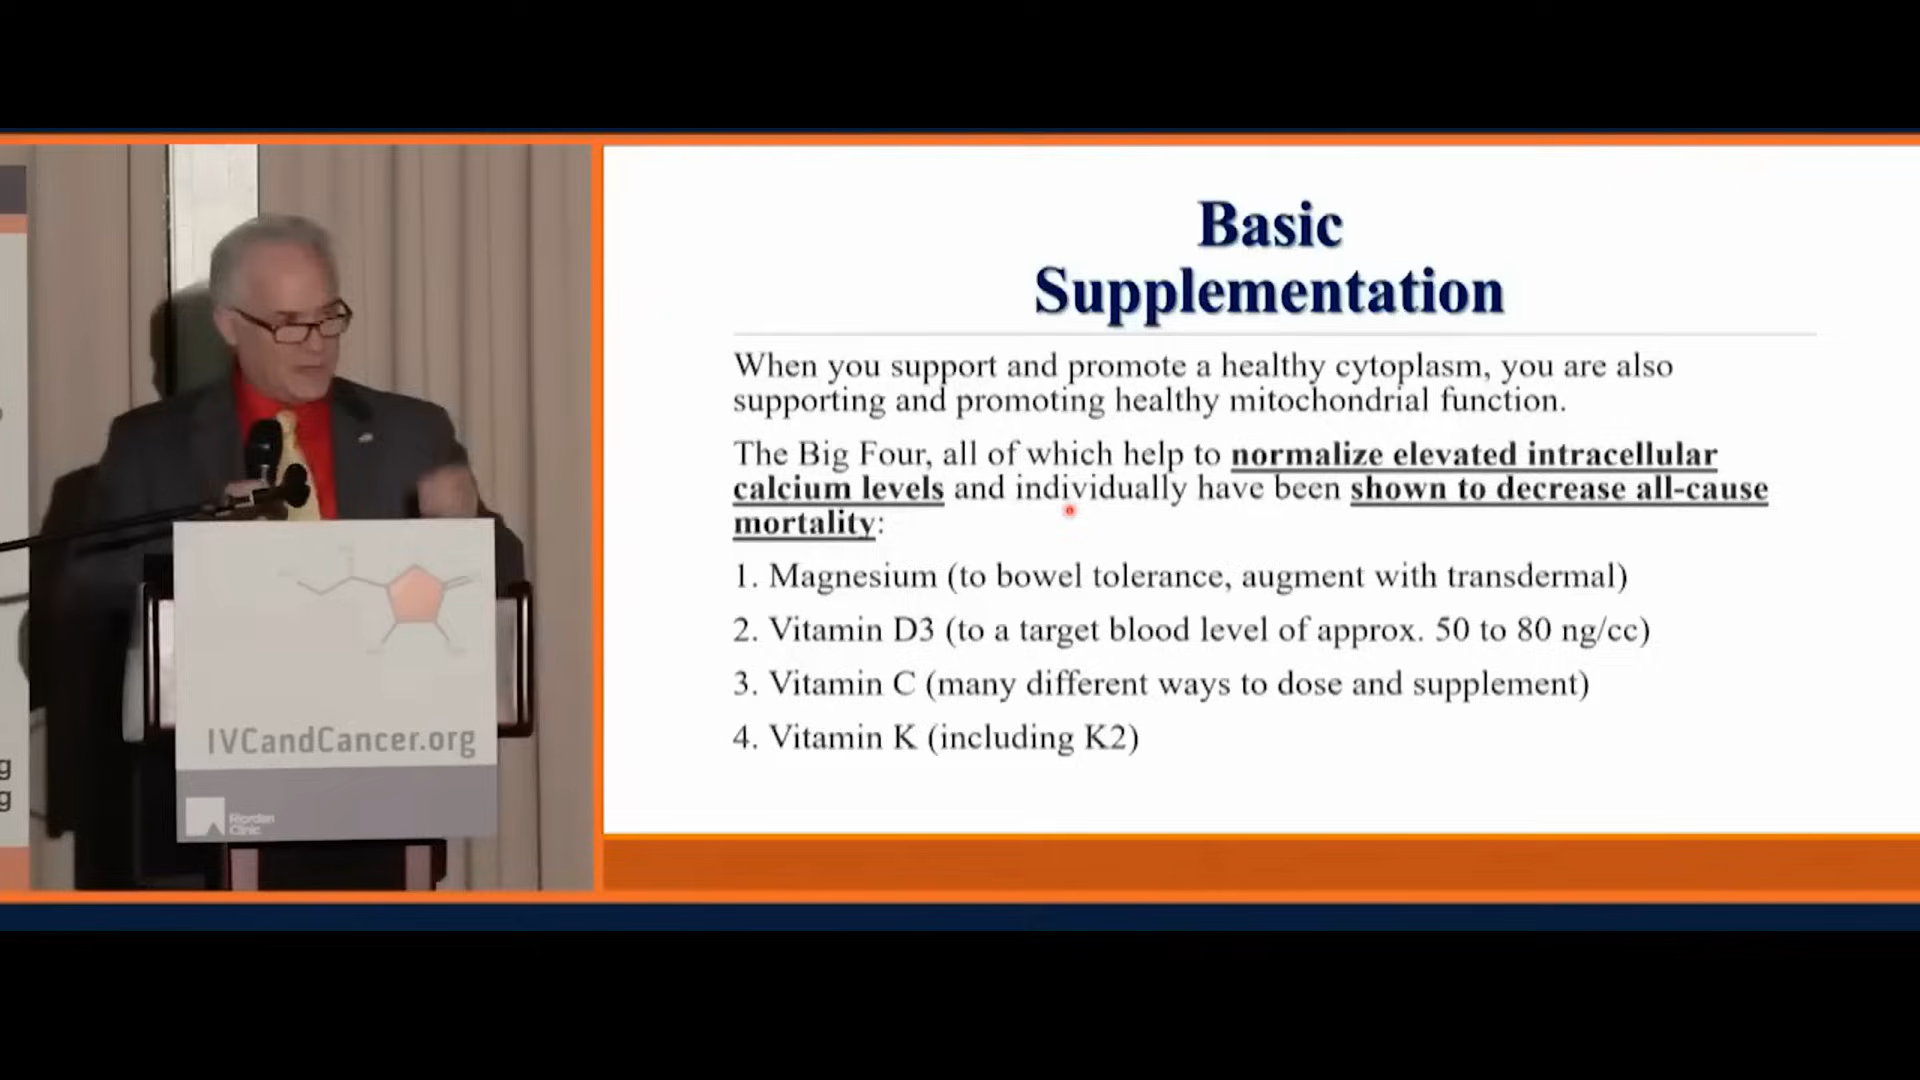 Basic
Supplementation
When you support and promote a healthy cytoplasm, you are also
supporting and promoting healthy mitochondrial function.
The Big Four, all of which help to normalize elevated intracellular
calcium levels and individually have been shown to decrease all-cause
mortality:
1. Magnesium (to bowel tolerance, augment with transdermal)
2. Vitamin D3 (to a target blood level of approx. 50 to 80 ng/cc)
3. Vitamin C (many different ways to dose and supplement)
4. Vitamin K (including K2)
IVCandCancer.org
Riordan
Clinic
g
g